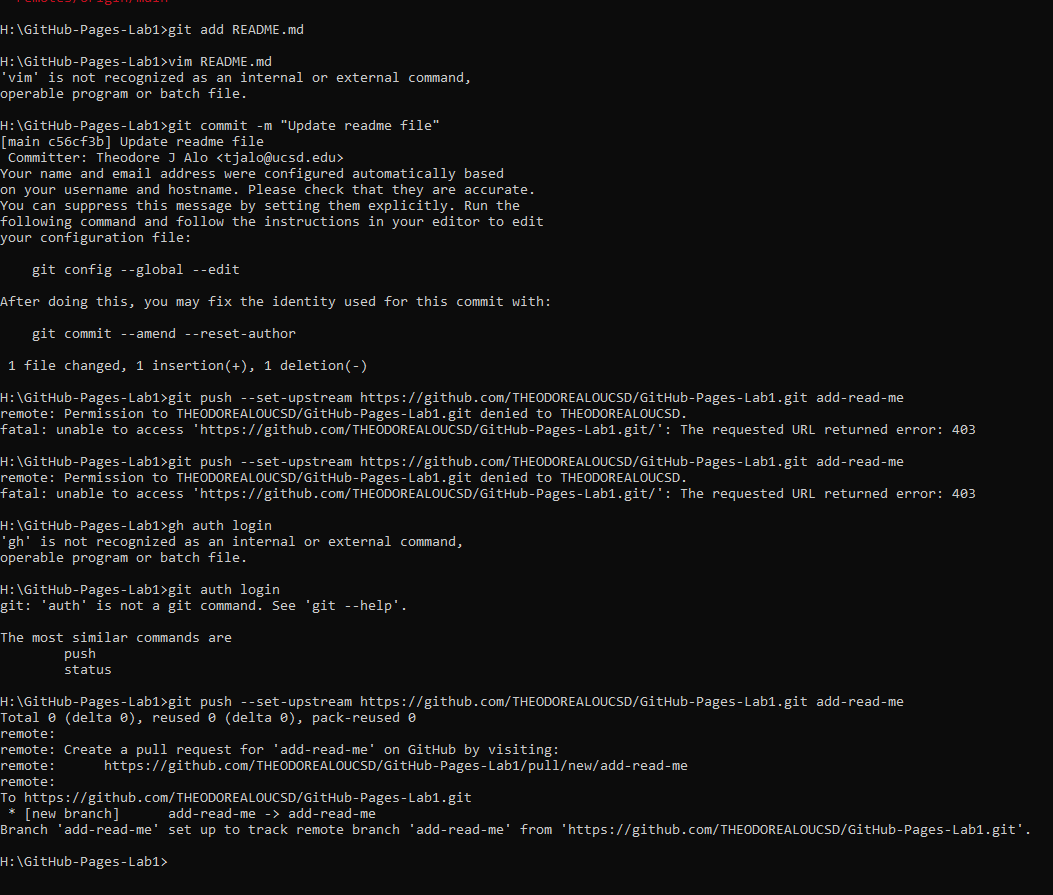 remotes/origin/main
H:\GitHub-Pages-Lab1>git add README.md
H:\GitHub-Pages-Lab1>vim README.md
'vim' is not recognized as an internal or external command,
operable program or batch file.
H:\GitHub-Pages-Lab1>git commit -m "Update readme file"
[main c56cf3b] Update readme file
 Committer: Theodore J Alo <tjalo@ucsd.edu>
Your name and email address were configured automatically based
on your username and hostname. Please check that they are accurate.
You can suppress this message by setting them explicitly. Run the
following command and follow the instructions in your editor to edit
your configuration file:
    git config --global --edit
After doing this, you may fix the identity used for this commit with:
    git commit --amend --reset-author
 1 file changed, 1 insertion(+), 1 deletion(-)
H:\GitHub-Pages-Lab1>git push --set-upstream https://github.com/THEODOREALOUCSD/GitHub-Pages-Lab1.git add-read-me
remote: Permission to THEODOREALOUCSD/GitHub-Pages-Lab1.git denied to THEODOREALOUCSD.
fatal: unable to access 'https://github.com/THEODOREALOUCSD/GitHub-Pages-Lab1.git/': The requested URL returned error: 403
H:\GitHub-Pages-Lab1>git push --set-upstream https://github.com/THEODOREALOUCSD/GitHub-Pages-Lab1.git add-read-me
remote: Permission to THEODOREALOUCSD/GitHub-Pages-Lab1.git denied to THEODOREALOUCSD.
fatal: unable to access 'https://github.com/THEODOREALOUCSD/GitHub-Pages-Lab1.git/': The requested URL returned error: 403
H:\GitHub-Pages-Lab1>gh auth login
'gh' is not recognized as an internal or external command,
operable program or batch file.
H:\GitHub-Pages-Lab1>git auth login
git: 'auth' is not a git command. See 'git --help'.
The most similar commands are
        push
        status
H:\GitHub-Pages-Lab1>git push --set-upstream https://github.com/THEODOREALOUCSD/GitHub-Pages-Lab1.git add-read-me
Total 0 (delta 0), reused 0 (delta 0), pack-reused 0
remote:
remote: Create a pull request for 'add-read-me' on GitHub by visiting:
remote:      https://github.com/THEODOREALOUCSD/GitHub-Pages-Lab1/pull/new/add-read-me
remote:
To https://github.com/THEODOREALOUCSD/GitHub-Pages-Lab1.git
 * [new branch]      add-read-me -> add-read-me
Branch 'add-read-me' set up to track remote branch 'add-read-me' from 'https://github.com/THEODOREALOUCSD/GitHub-Pages-Lab1.git'.
H:\GitHub-Pages-Lab1>